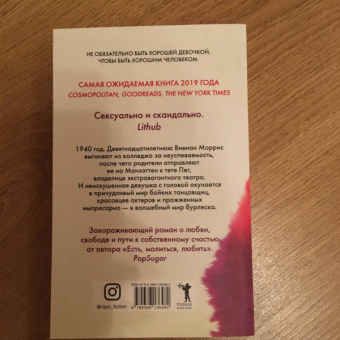 НЕ ОБЯЗАТЕЛЬНО БЫТЬ ХОРОШЕЙ ДЕВОЧКОЙ,
ЧТОБЫ БЫТЬ ХОРОШИМ ЧЕЛОВЕКОМ.
САМАЯ ОЖИДАЕМАЯ КНИГА 2019 ГОДА
COSMOPOLITAN, GOODREADS, THE NEW YORK TIMES
Сексуально и скандально.
Lithub
1940 год. Девятнадцатилетнюю Вивиан Моррис
выгоняют из колледжа за неуспеваемость,
после чего родители отправляют
ее на Манхэттен к тете Пег,
владелице экстравагантного театра.
И неискушенная девушка с головой окунается
в причудливый мир бойких танцовщиц,
красавцев актеров и прожженных
импресарио — в волшебный мир бурлеска.
Завораживающий роман о любви,
свободе и пути к собственному счастью
от автора «Есть, молиться, любить».
PopSugar
@ripol_fiction